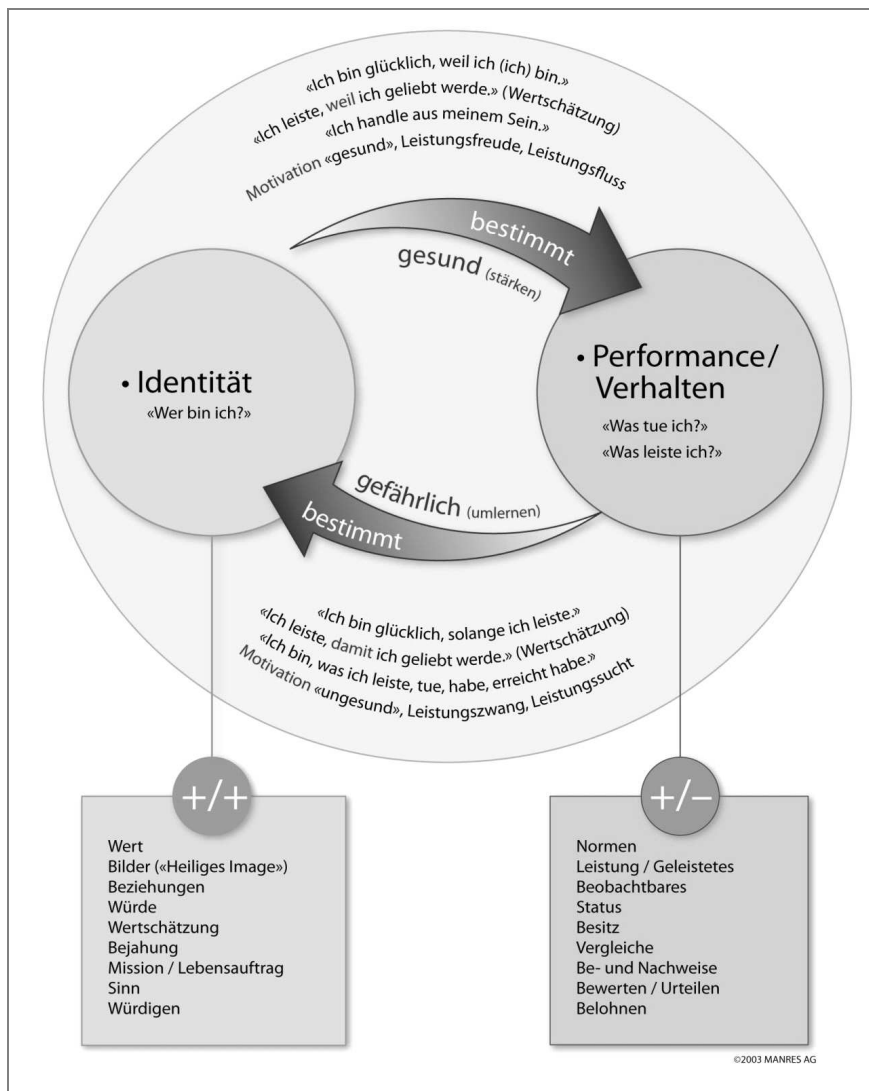 «Ich bin glücklich, weil ich (ich) bin.»
«Ich leiste, weil ich geliebt werde.» (Wertschätzung)
«Ich handle aus meinem Sein.»
Motivation «gesund», Leistungsfreude, Leistungsfluss
bestimmt
gesund (stärken)
• Identität
«Wer bin ich?»
• Performance/
Verhalten
«Was tue ich?»
«Was leiste ich?»
gefährlich (umlernen)
bestimmt
«Ich bin glücklich, solange ich leiste.»
«Ich leiste, damit ich geliebt werde.» (Wertschätzung)
«Ich bin, was ich leiste, tue, habe, erreicht habe.»
Motivation «ungesund», Leistungszwang, Leistungssucht
+/+
Wert
Bilder («Heiliges Image»)
Beziehungen
Würde
Wertschätzung
Bejahung
Mission / Lebensauftrag
Sinn
Würdigen
+/–
Normen
Leistung / Geleistetes
Beobachtbares
Status
Besitz
Vergleiche
Be- und Nachweise
Bewerten / Urteilen
Belohnen
©2003 MANRES AG